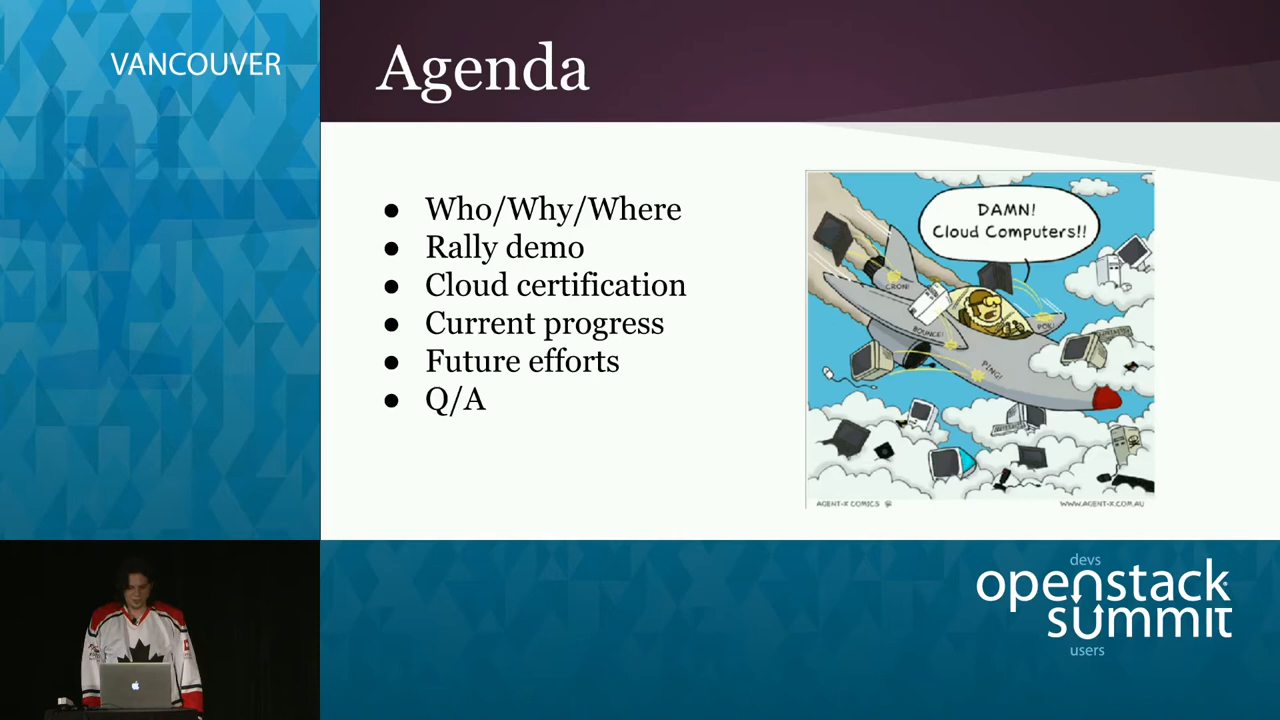 VANCOUVER
Agenda
● Who/Why/Where
● Rally demo
● Cloud certification
● Current progress
● Future efforts
● Q/A
DAMN!
Cloud Computers!!
CRON!
BOUNCE!
POK!
PING!
AGENT-X COMICS
WWW.AGENT-X.COM.AU
devs
openstack
summit
users